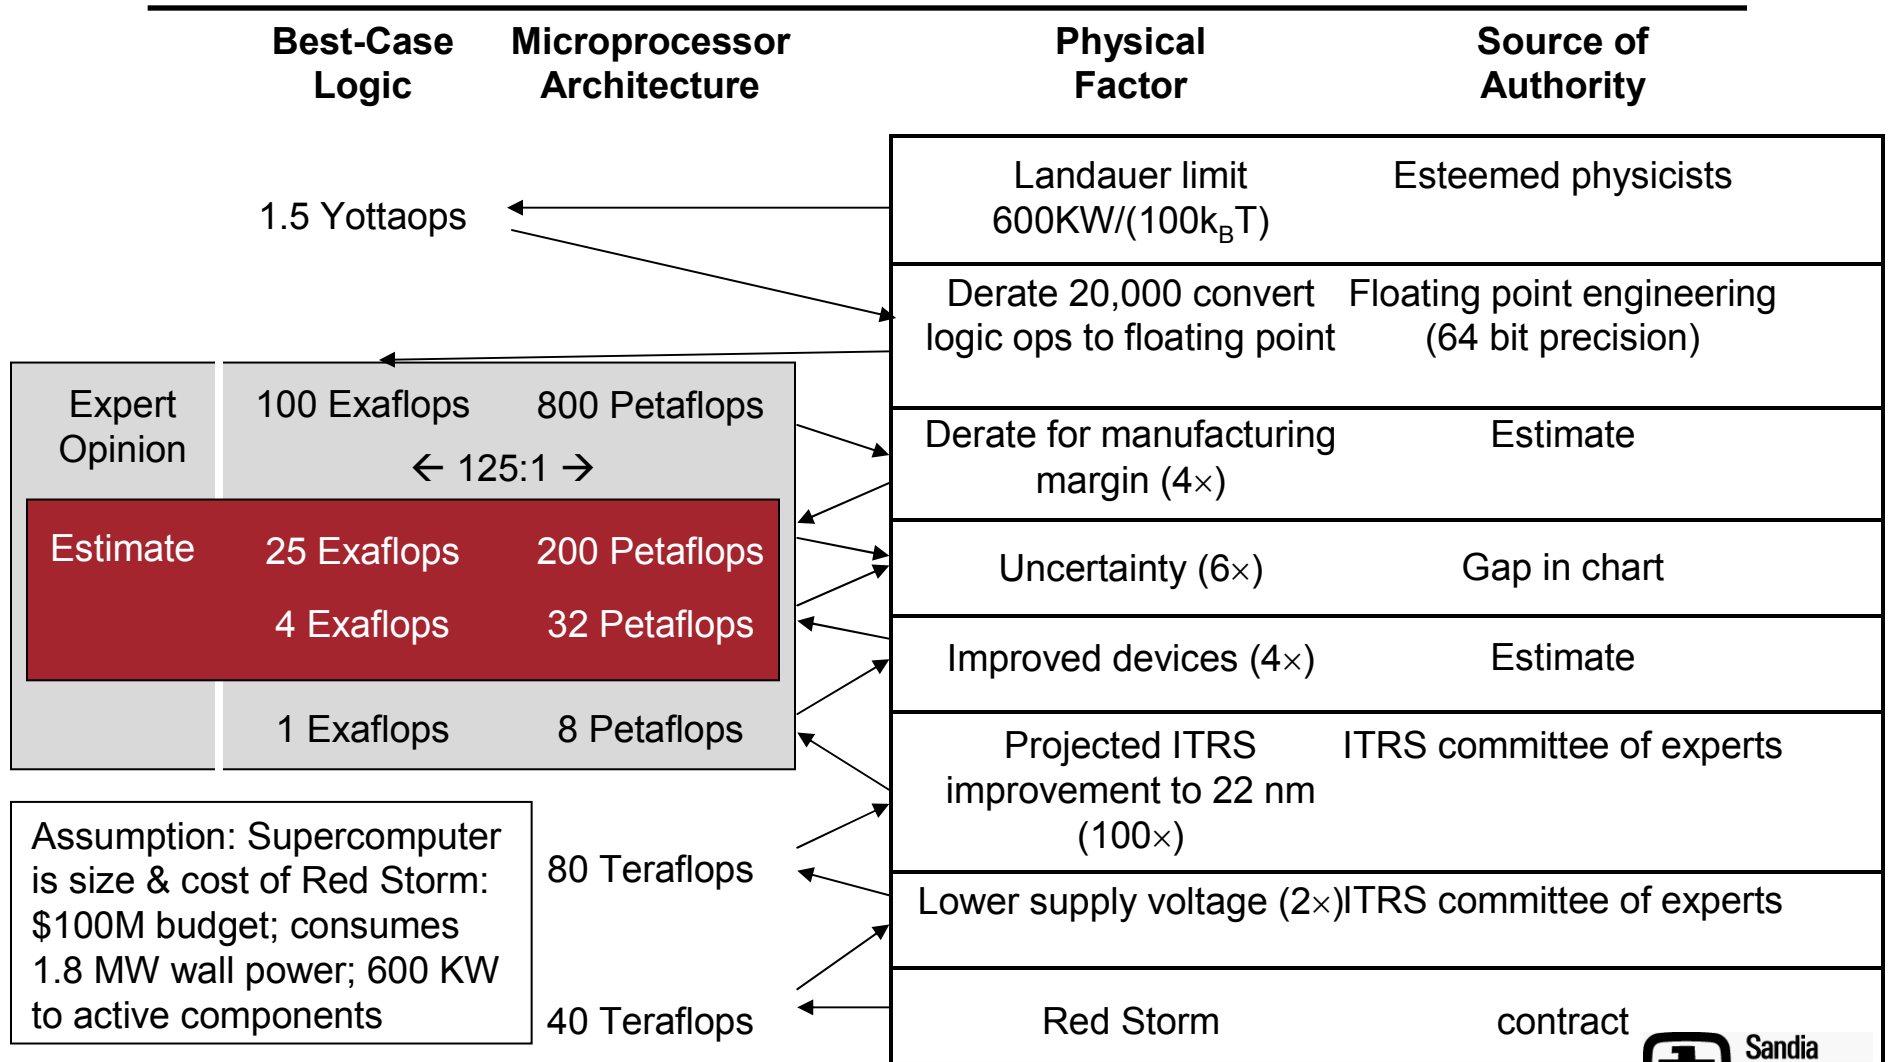 Best-Case Logic
Microprocessor Architecture
Physical Factor
Source of Authority
1.5 Yottaops
Landauer limit
600KW/(100kBT)
Esteemed physicists
Derate 20,000 convert
logic ops to floating point
Floating point engineering
(64 bit precision)
Expert
Opinion
100 Exaflops
800 Petaflops
← 125:1 →
Derate for manufacturing
margin (4×)
Estimate
Estimate
25 Exaflops
200 Petaflops
Uncertainty (6×)
Gap in chart
4 Exaflops
32 Petaflops
Improved devices (4×)
Estimate
1 Exaflops
8 Petaflops
Projected ITRS
improvement to 22 nm
(100×)
ITRS committee of experts
Assumption: Supercomputer
is size & cost of Red Storm:
$100M budget; consumes
1.8 MW wall power; 600 KW
to active components
80 Teraflops
Lower supply voltage (2×)
ITRS committee of experts
40 Teraflops
Red Storm
contract
Sandia